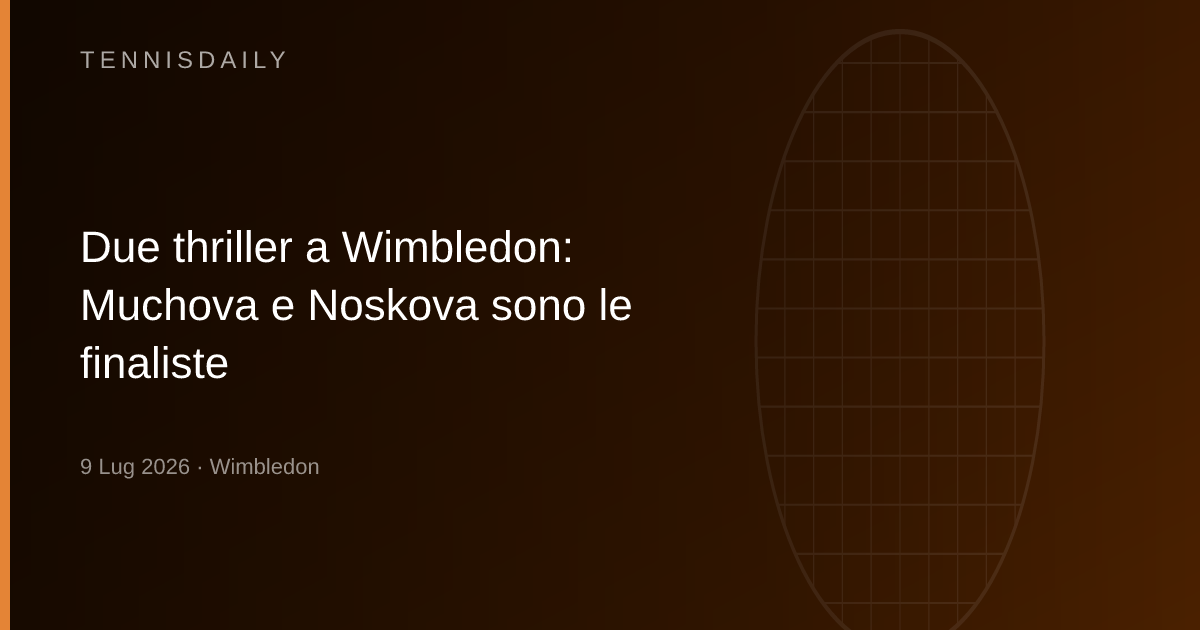 TENNISDAILY
Due thriller a Wimbledon:
Muchova e Noskova sono le
finaliste
9 Lug 2026 · Wimbledon